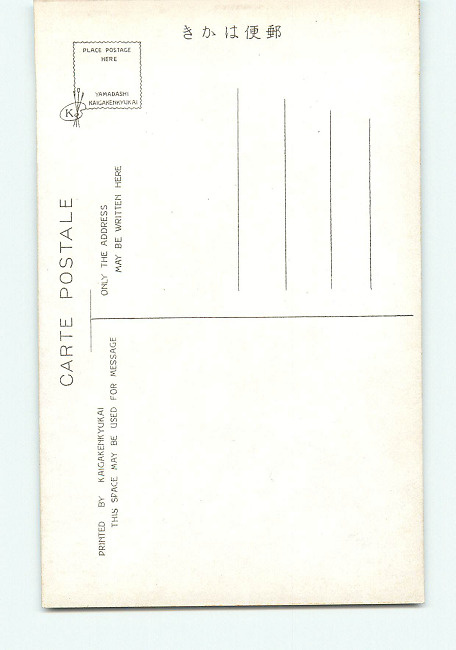 きかは便郵
PLACE POSTAGE
HERE
YAMADASHI
KAIGAKENKYUKAI
K
CARTE POSTALE
ONLY THE ADDRESS
MAY BE WRITTEN HERE
PRINTED BY KAIGAKENKYUKAI
THIS SPACE MAY BE USED FOR MESSAGE